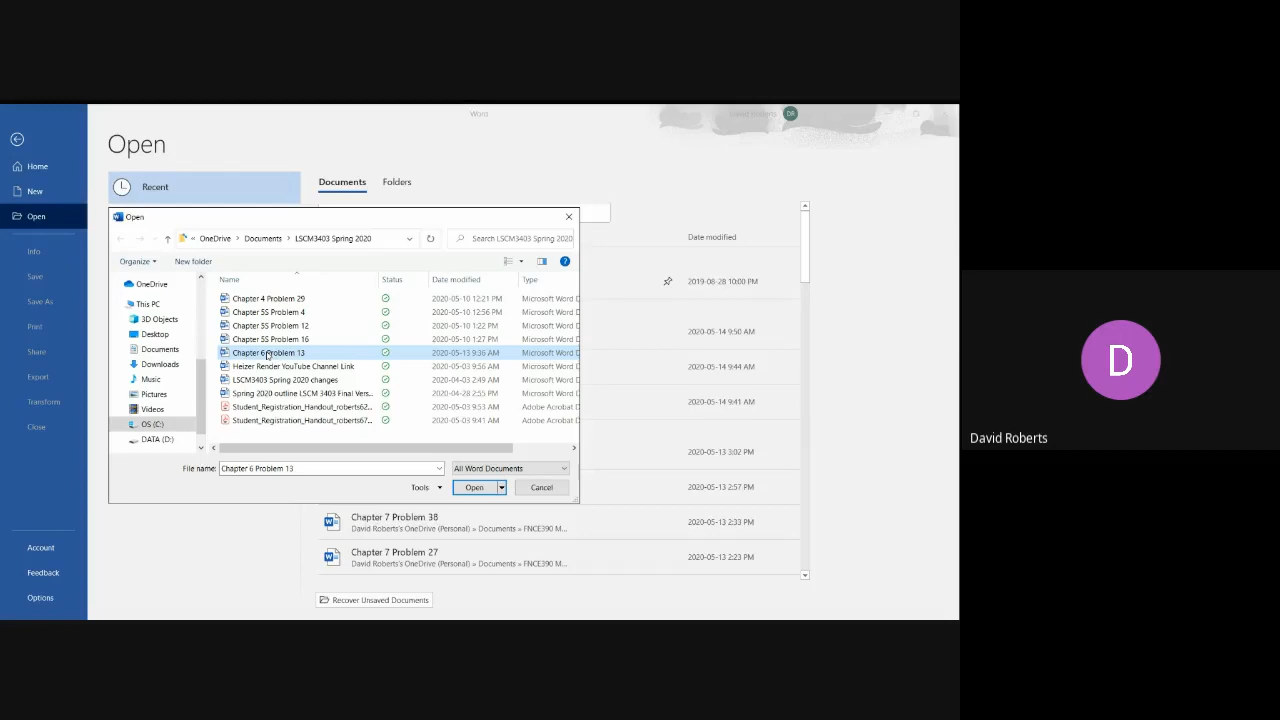 Word
David Roberts
DR
Open
Home
New
Open
Info
Save
Save As
Print
Share
Export
Transform
Close
Account
Feedback
Options
Recent
Documents
Folders
Date modified
2019-08-28 10:00 PM
2020-05-14 9:50 AM
2020-05-14 9:44 AM
2020-05-14 9:41 AM
2020-05-13 3:02 PM
2020-05-13 2:57 PM
Chapter 7 Problem 38
David Roberts's OneDrive (Personal) » Documents » FNCE390 M...
2020-05-13 2:33 PM
Chapter 7 Problem 27
David Roberts's OneDrive (Personal) » Documents » FNCE390 M...
2020-05-13 2:23 PM
Recover Unsaved Documents
Open
« OneDrive > Documents > LSCM3403 Spring 2020
Search LSCM3403 Spring 2020
Organize
New folder
OneDrive
This PC
3D Objects
Desktop
Documents
Downloads
Music
Pictures
Videos
OS (C:)
DATA (D:)
Name Status Date modified Type
Chapter 4 Problem 29 2020-05-10 12:21 PM Microsoft Word D
Chapter 5S Problem 4 2020-05-10 12:56 PM Microsoft Word D
Chapter 5S Problem 12 2020-05-10 1:22 PM Microsoft Word D
Chapter 5S Problem 16 2020-05-10 1:27 PM Microsoft Word D
Chapter 6 Problem 13 2020-05-13 9:36 AM Microsoft Word D
Heizer Render YouTube Channel Link 2020-05-03 9:56 AM Microsoft Word D
LSCM3403 Spring 2020 changes 2020-04-03 2:49 AM Microsoft Word D
Spring 2020 outline LSCM 3403 Final Vers... 2020-04-28 2:55 PM Microsoft Word D
Student_Registration_Handout_roberts62... 2020-05-03 9:53 AM Adobe Acrobat D
Student_Registration_Handout_roberts67... 2020-05-03 9:41 AM Adobe Acrobat D
File name: Chapter 6 Problem 13
All Word Documents
Tools
Open
Cancel
D
David Roberts